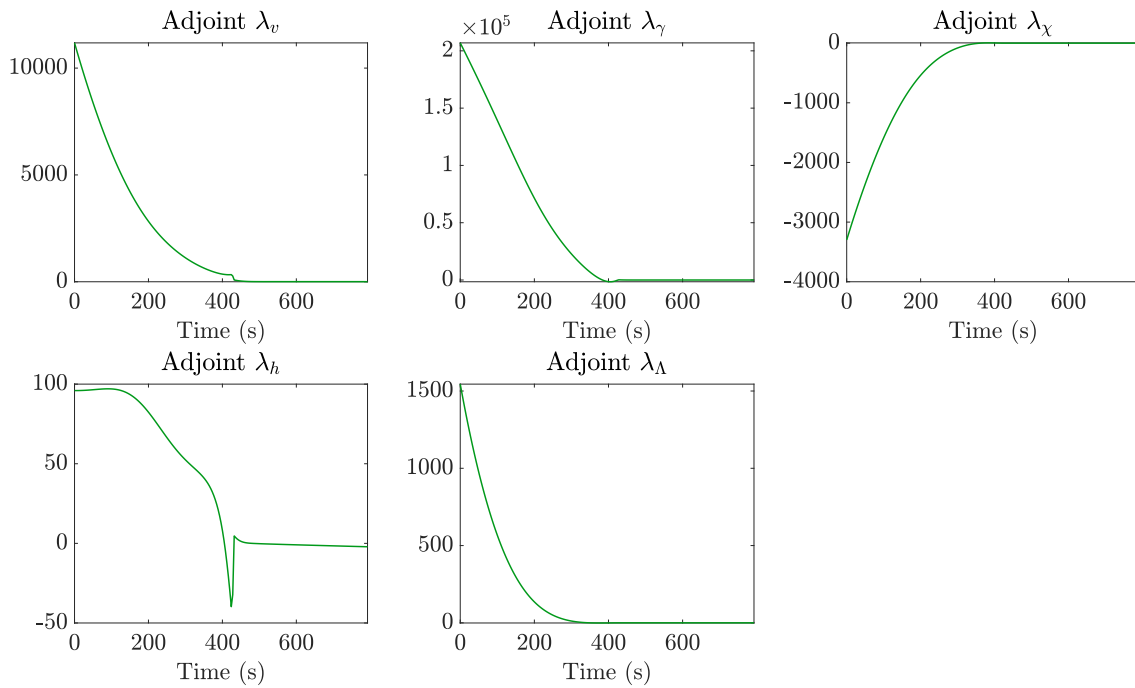 Adjoint λ_v
10000
5000
0
0 200 400 600
Time (s)
Adjoint λ_γ
×10^5
2
1.5
1
0.5
0
0 200 400 600
Time (s)
Adjoint λ_χ
0
-1000
-2000
-3000
-4000
0 200 400 600
Time (s)
Adjoint λ_h
100
50
0
-50
0 200 400 600
Time (s)
Adjoint λ_Λ
1500
1000
500
0
0 200 400 600
Time (s)